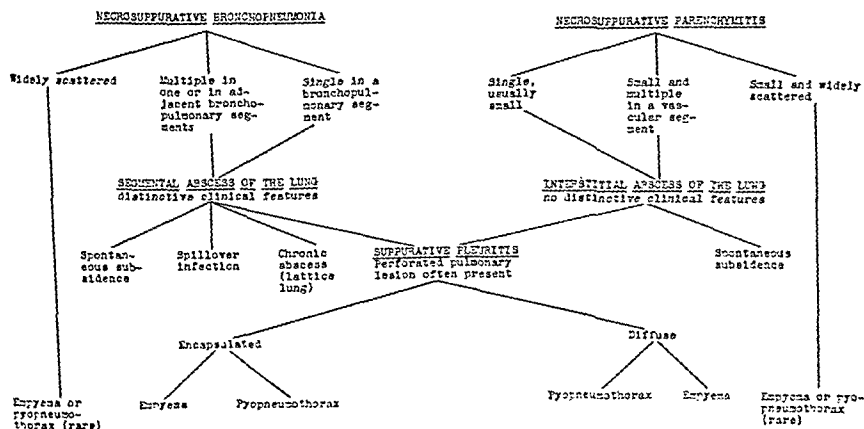 NECROSUPPURATIVE BRONCHOPNEUMONIA
NECROSUPPURATIVE PARENCHYMITIS
Widely scattered
Multiple in
one or in ad-
jacent broncho-
pulmonary seg-
ments
Single in a
bronchopul-
monary seg-
ment
Single,
usually
small
Small and
multiple
in a vas-
cular seg-
ment
Small and widely
scattered
SEGMENTAL ABSCESS OF THE LUNG
distinctive clinical features
INTERSTITIAL ABSCESS OF THE LUNG
no distinctive clinical features
Spontan-
eous sub-
sidence
Spillover
infection
Chronic
abscess
(lattice
lung)
SUPPURATIVE PLEURITIS
Perforated pulmonary
lesion often present
Spontaneous
subsidence
Encapsulated
Diffuse
Empyema or
pyopneumo-
thorax (rare)
Empyema
Pyopneumothorax
Pyopneumothorax
Empyema
Empyema or pyo-
pneumothorax
(rare)